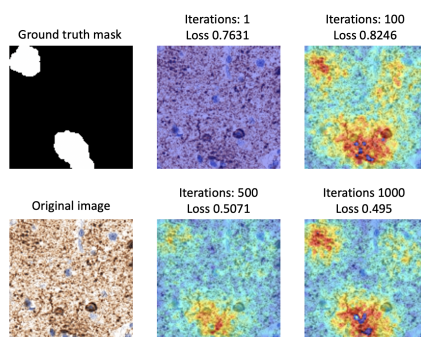 Ground truth mask
Iterations: 1
Loss 0.7631
Iterations: 100
Loss 0.8246
Original image
Iterations: 500
Loss 0.5071
Iterations 1000
Loss 0.495